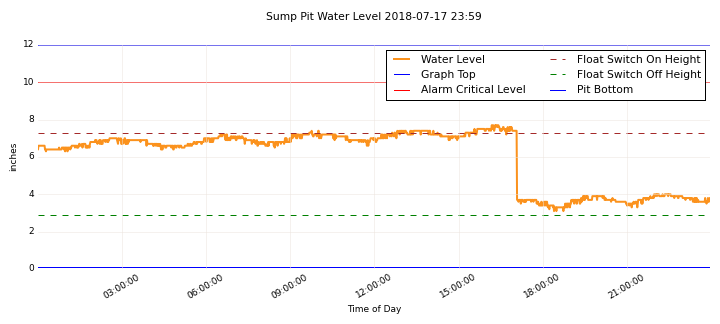 Sump Pit Water Level 2018-07-17 23:59
12
10
8
6
4
2
0
inches
Water Level
Graph Top
Alarm Critical Level
Float Switch On Height
Float Switch Off Height
Pit Bottom
03:00:00
06:00:00
09:00:00
12:00:00
15:00:00
18:00:00
21:00:00
Time of Day